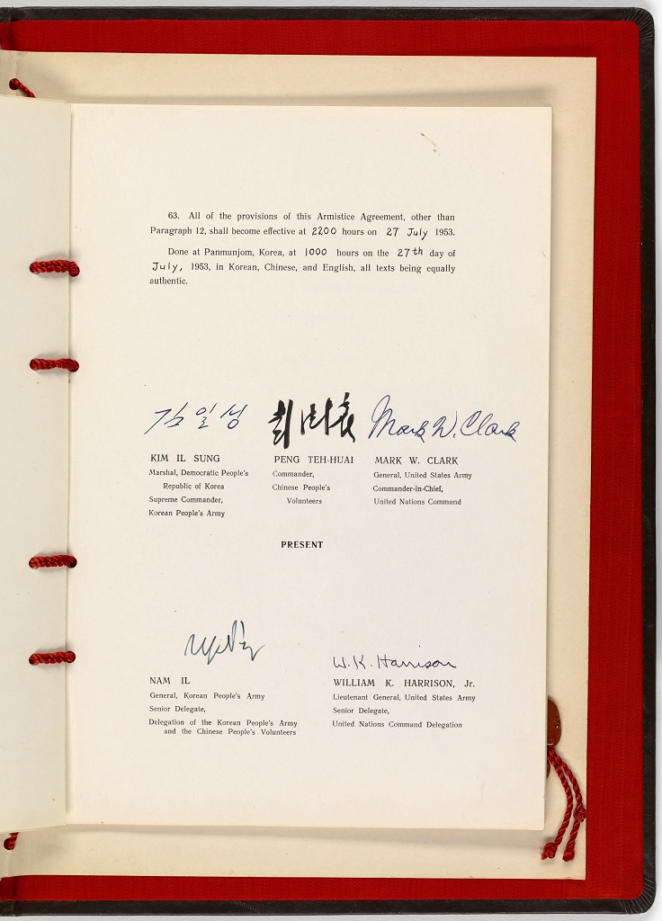 63. All of the provisions of this Armistice Agreement, other than
Paragraph 12, shall become effective at 2200 hours on 27 July 1953.
Done at Panmunjom, Korea, at 1000 hours on the 27th day of
July, 1953, in Korean, Chinese, and English, all texts being equally
authentic.
김일성
彭德懷
Mark W. Clark
KIM IL SUNG
Marshal, Democratic People's
Republic of Korea
Supreme Commander,
Korean People's Army
PENG TEH-HUAI
Commander,
Chinese People's
Volunteers
MARK W. CLARK
General, United States Army
Commander-in-Chief,
United Nations Command
PRESENT
W. K. Harrison
NAM IL
General, Korean People's Army
Senior Delegate,
Delegation of the Korean People's Army
and the Chinese People's Volunteers
WILLIAM K. HARRISON, Jr.
Lieutenant General, United States Army
Senior Delegate,
United Nations Command Delegation